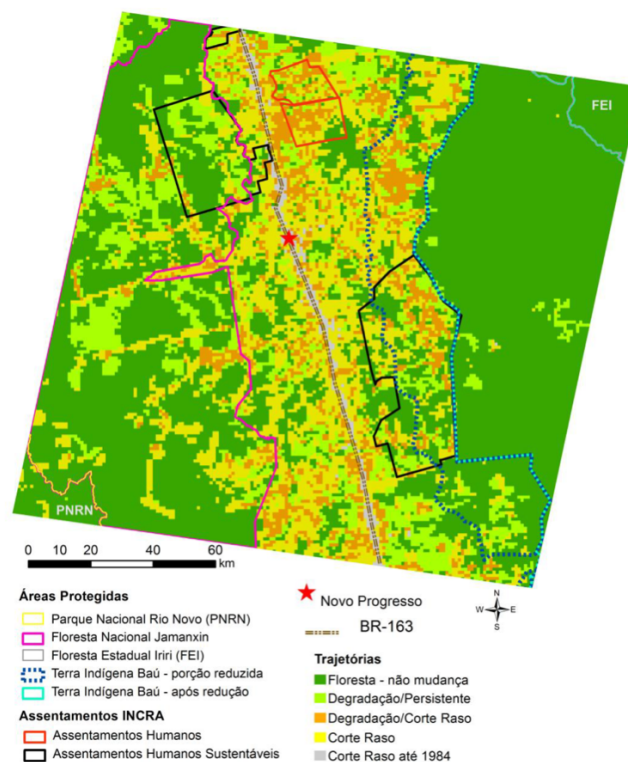 FEI
PNRN
0 10 20 40 60
km
Áreas Protegidas
Parque Nacional Rio Novo (PNRN)
Floresta Nacional Jamanxin
Floresta Estadual Iriri (FEI)
Terra Indígena Baú - porção reduzida
Terra Indígena Baú - após redução
Assentamentos INCRA
Assentamentos Humanos
Assentamentos Humanos Sustentáveis
Novo Progresso
BR-163
N
W E
S
Trajetórias
Floresta - não mudança
Degradação/Persistente
Degradação/Corte Raso
Corte Raso
Corte Raso até 1984